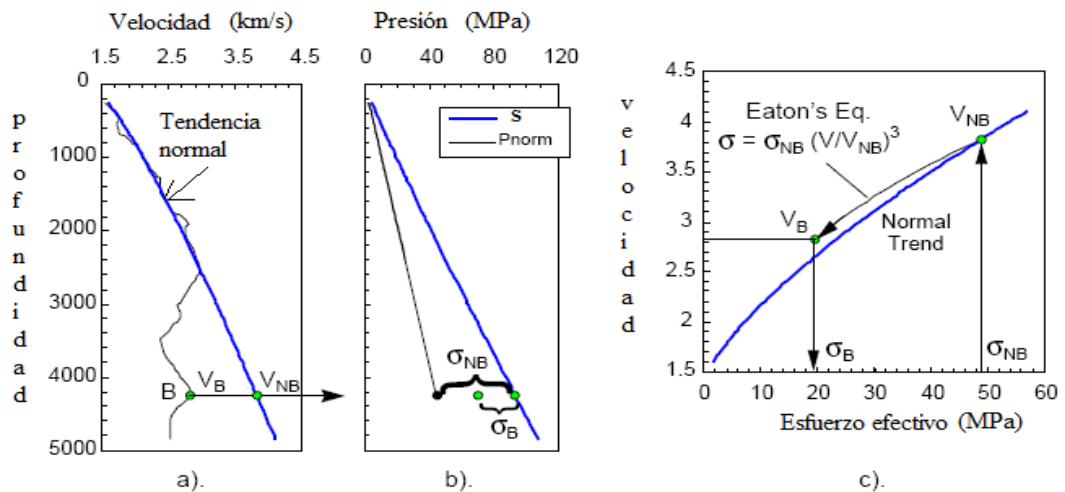 Velocidad (km/s)
1.5 2.5 3.5 4.5
profundidad
0
1000
2000
3000
4000
5000
Tendencia
normal
B
V_B
V_NB
a).
Presión (MPa)
0 40 80 120
S
Pnorm
σ_NB
σ_B
b).
velocidad
4.5
4
3.5
3
2.5
2
1.5
Eaton's Eq.
σ = σ_NB (V/V_NB)^3
V_NB
V_B
Normal
Trend
σ_B
σ_NB
0 10 20 30 40 50 60
Esfuerzo efectivo (MPa)
c).